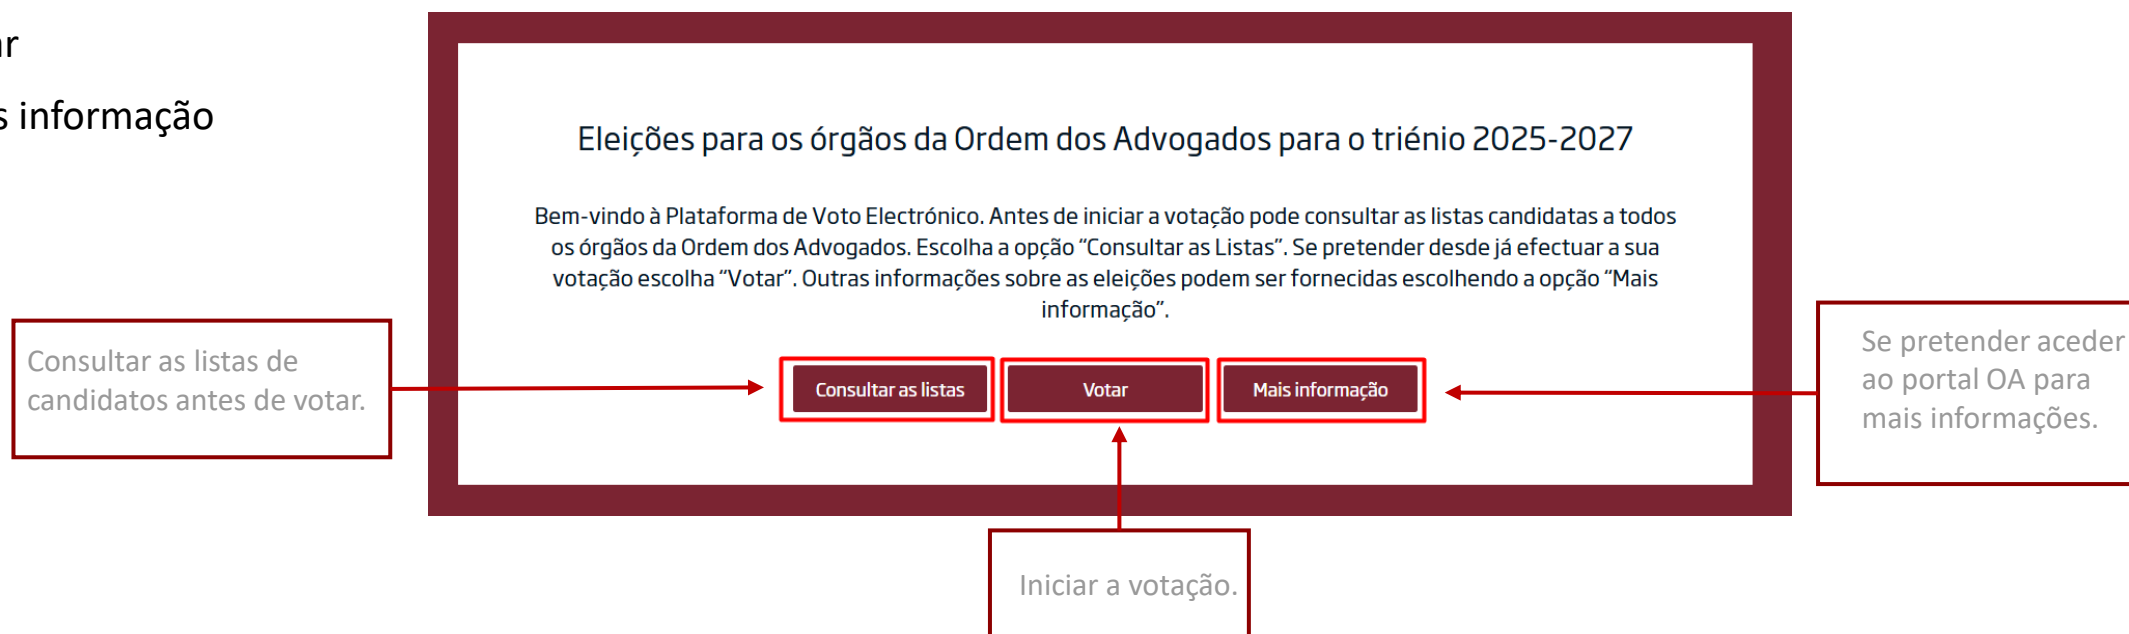 informação
Eleições para os órgãos da Ordem dos Advogados para o triénio 2025-2027
Bem-vindo à Plataforma de Voto Electrónico. Antes de iniciar a votação pode consultar as listas candidatas a todos
os órgãos da Ordem dos Advogados. Escolha a opção “Consultar as Listas”. Se pretender desde já efectuar a sua
votação escolha “Votar”. Outras informações sobre as eleições podem ser fornecidas escolhendo a opção “Mais
informação”.
Consultar as listas de
candidatos antes de votar.
Consultar as listas
Votar
Mais informação
Se pretender aceder
ao portal OA para
mais informações.
Iniciar a votação.